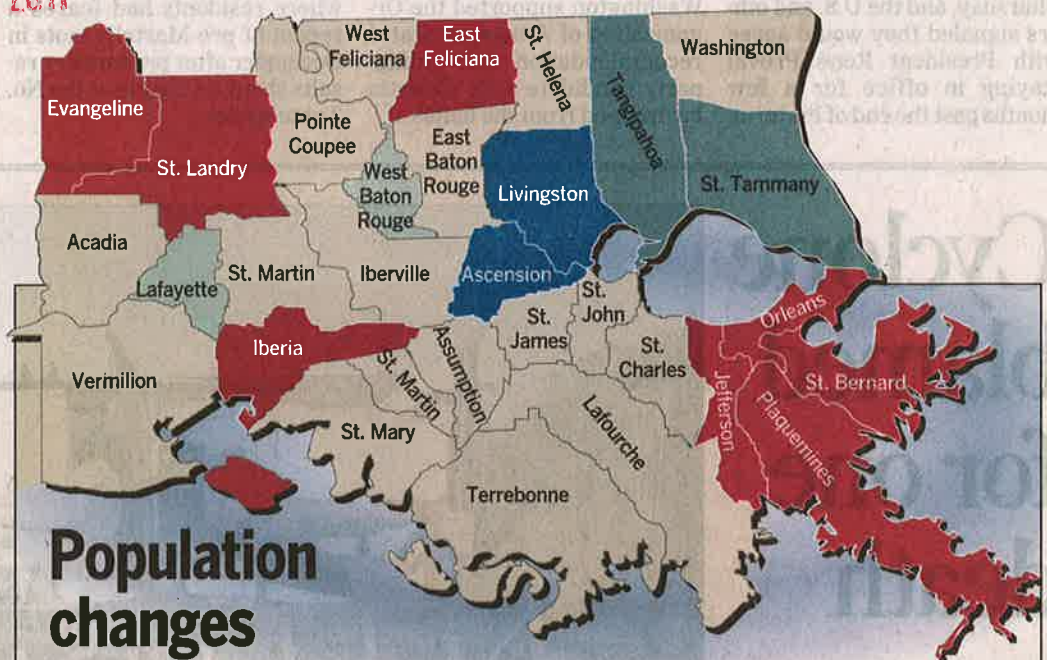 2011
West
Feliciana
East
Feliciana
St. Helena
Tangipahoa
Washington
Evangeline
St. Landry
Pointe
Coupee
West
Baton
Rouge
East
Baton
Rouge
Livingston
St. Tammany
Acadia
Lafayette
St. Martin
Iberville
Ascension
St.
John
St.
James
St.
Charles
Orleans
Iberia
Vermilion
St. Martin
Assumption
St. Mary
Lafourche
Terrebonne
Jefferson
St. Bernard
Plaquemines
Population
changes